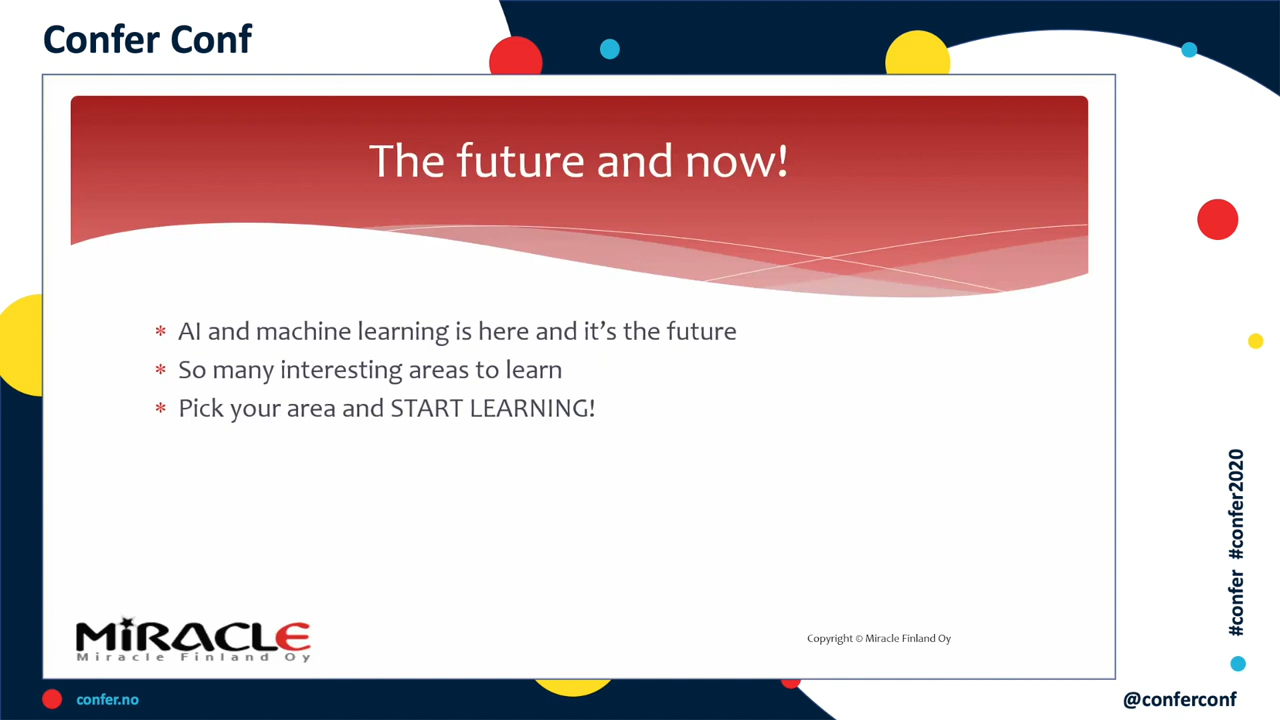 Confer Conf
The future and now!
* AI and machine learning is here and it’s the future
* So many interesting areas to learn
* Pick your area and START LEARNING!
MiRACLE
Miracle Finland Oy
Copyright © Miracle Finland Oy
#confer #confer2020
confer.no
@conferconf